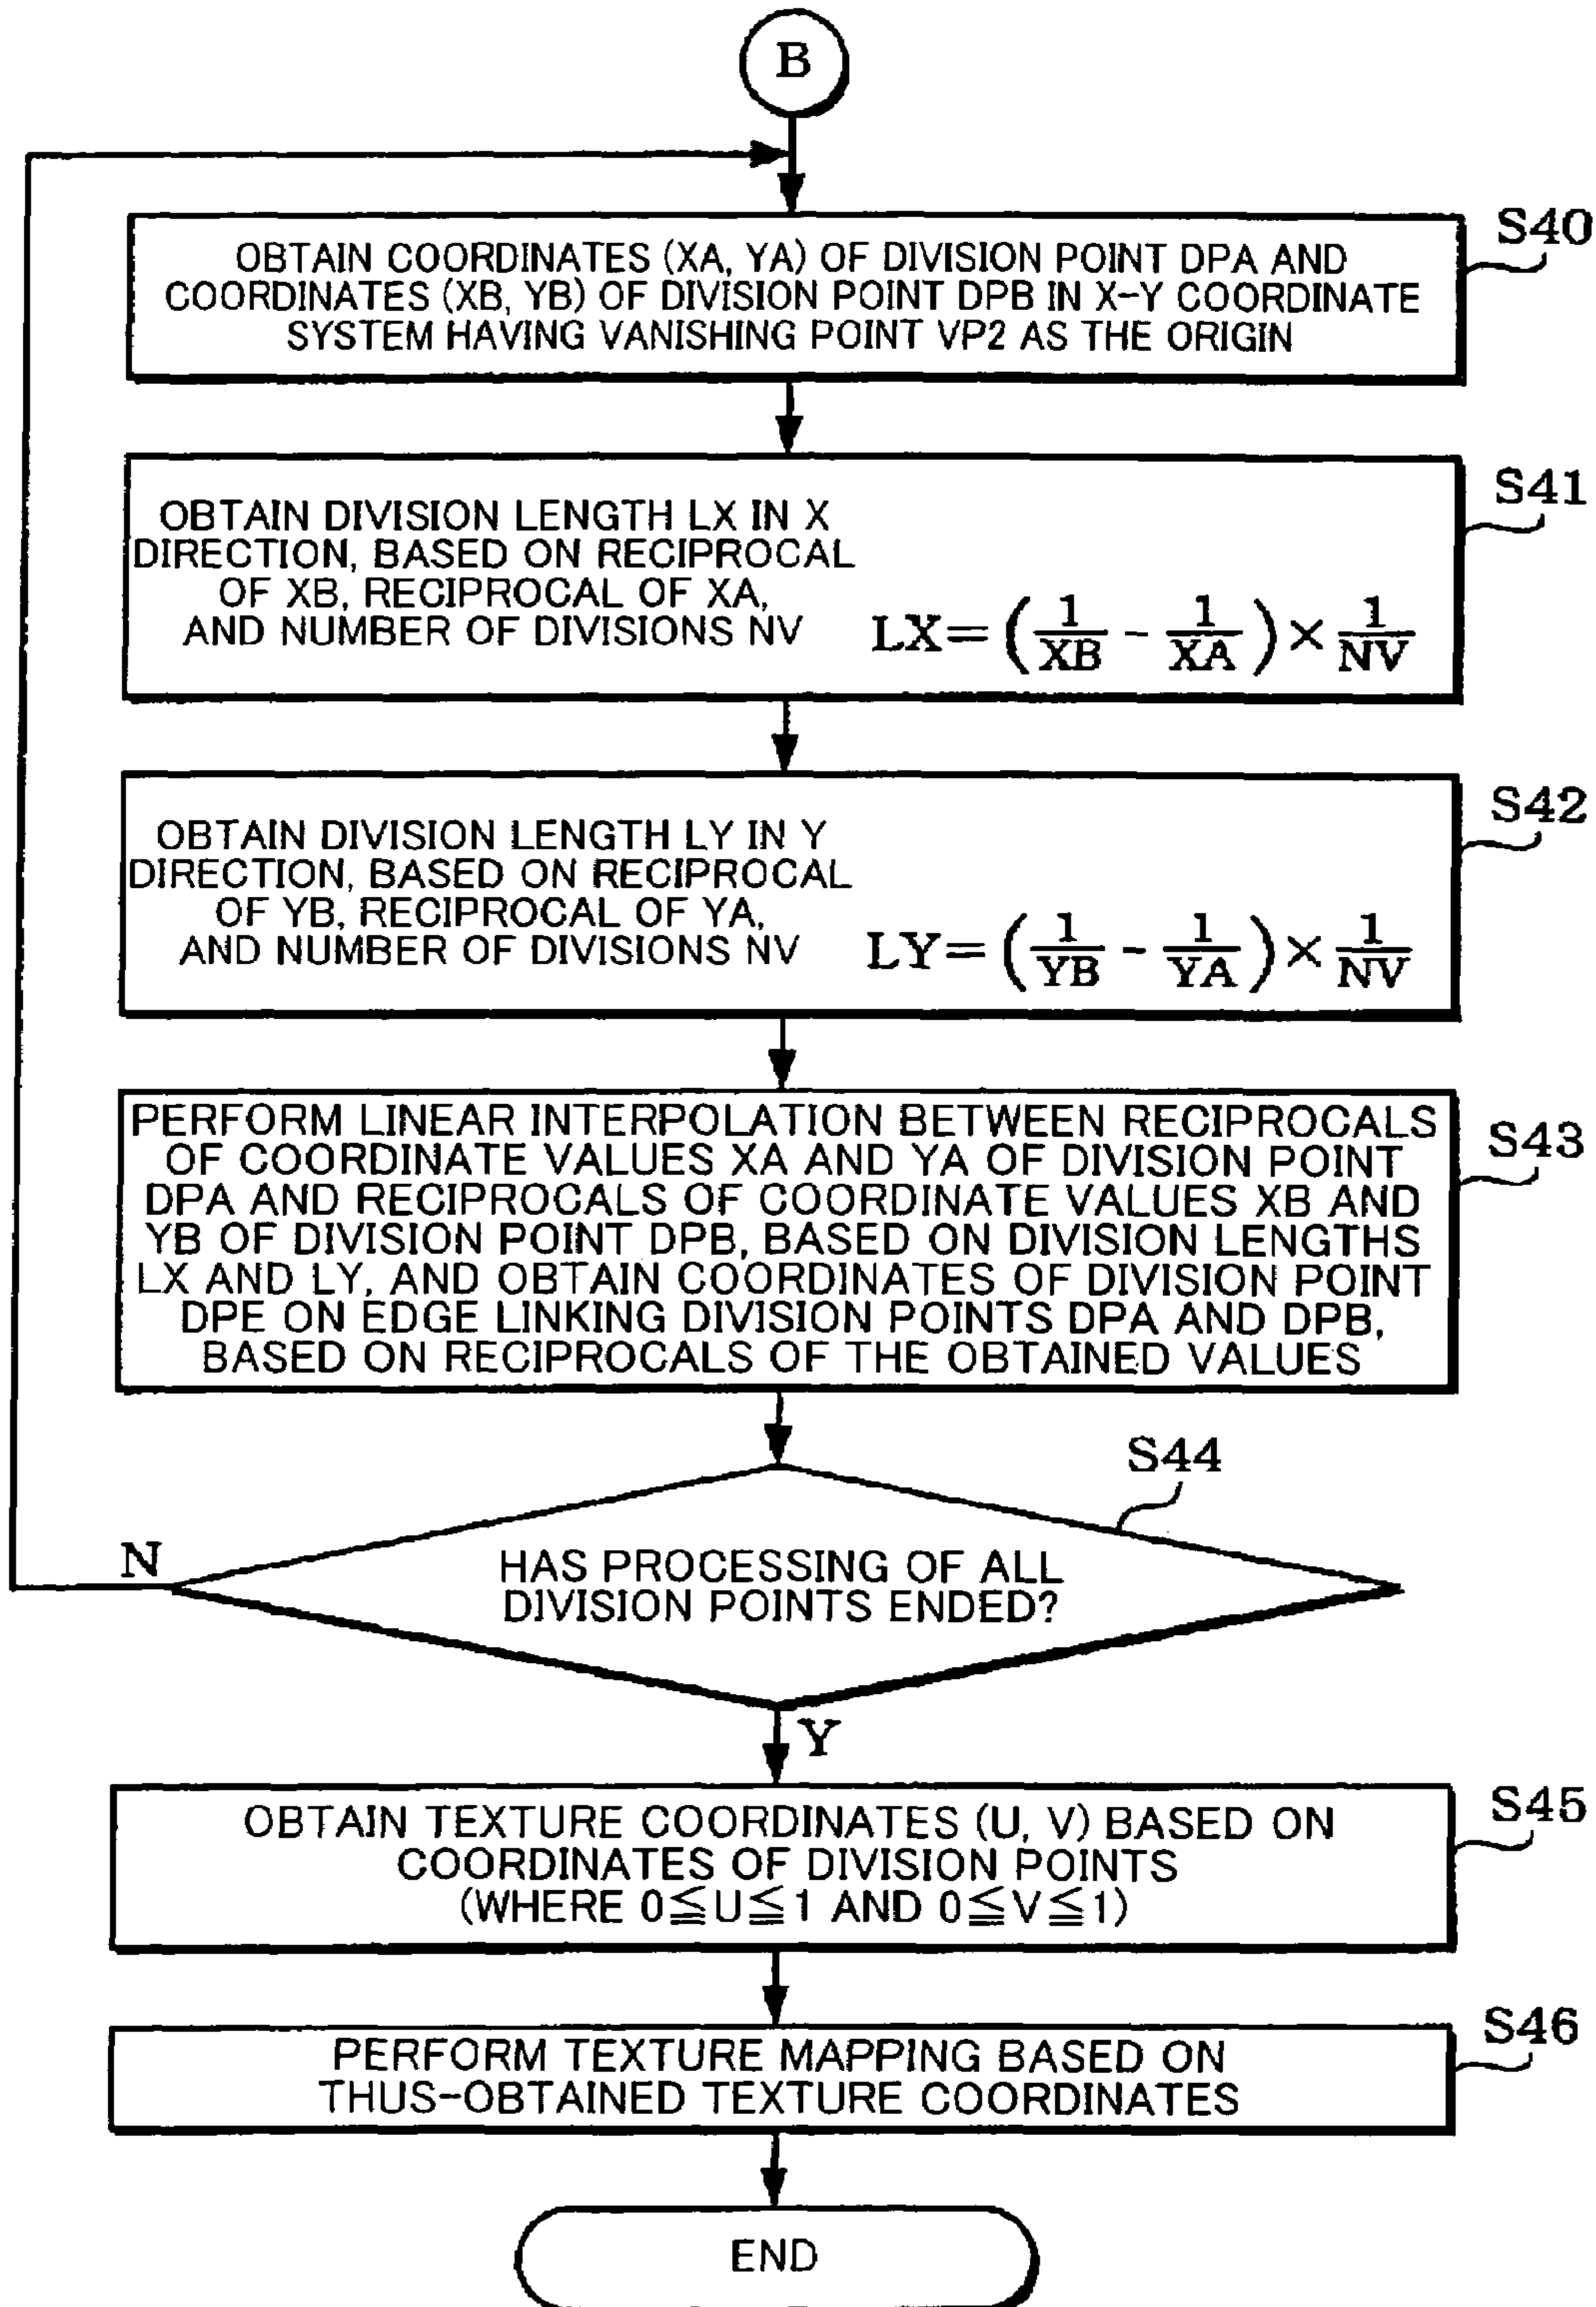 B
S40
OBTAIN COORDINATES (XA, YA) OF DIVISION POINT DPA AND
COORDINATES (XB, YB) OF DIVISION POINT DPB IN X-Y COORDINATE
SYSTEM HAVING VANISHING POINT VP2 AS THE ORIGIN
S41
OBTAIN DIVISION LENGTH LX IN X
DIRECTION, BASED ON RECIPROCAL
OF XB, RECIPROCAL OF XA,
AND NUMBER OF DIVISIONS NV LX=(1/XB - 1/XA)×1/NV
S42
OBTAIN DIVISION LENGTH LY IN Y
DIRECTION, BASED ON RECIPROCAL
OF YB, RECIPROCAL OF YA,
AND NUMBER OF DIVISIONS NV LY=(1/YB - 1/YA)×1/NV
S43
PERFORM LINEAR INTERPOLATION BETWEEN RECIPROCALS
OF COORDINATE VALUES XA AND YA OF DIVISION POINT
DPA AND RECIPROCALS OF COORDINATE VALUES XB AND
YB OF DIVISION POINT DPB, BASED ON DIVISION LENGTHS
LX AND LY, AND OBTAIN COORDINATES OF DIVISION POINT
DPE ON EDGE LINKING DIVISION POINTS DPA AND DPB,
BASED ON RECIPROCALS OF THE OBTAINED VALUES
S44
N
HAS PROCESSING OF ALL
DIVISION POINTS ENDED?
Y
S45
OBTAIN TEXTURE COORDINATES (U, V) BASED ON
COORDINATES OF DIVISION POINTS
(WHERE 0≦U≦1 AND 0≦V≦1)
S46
PERFORM TEXTURE MAPPING BASED ON
THUS-OBTAINED TEXTURE COORDINATES
END